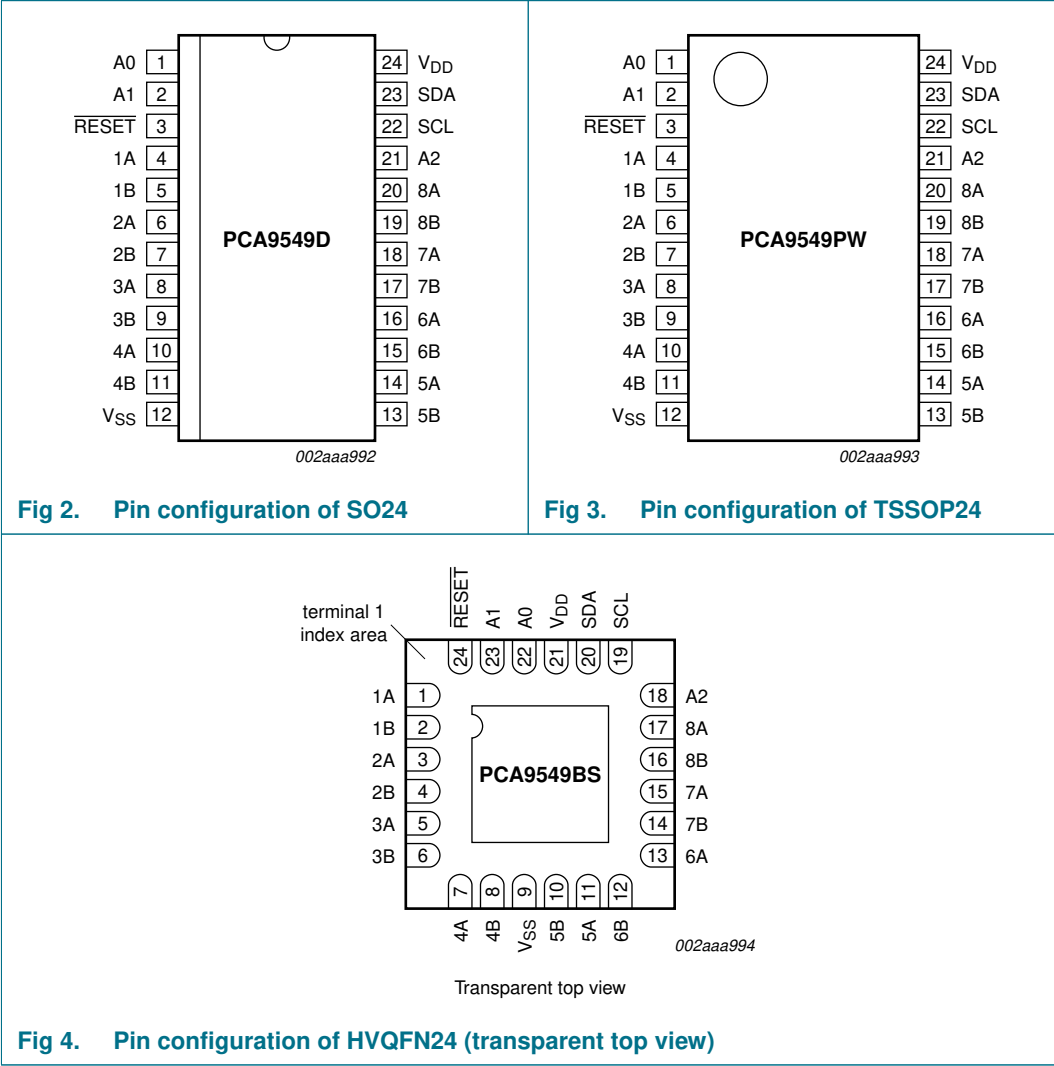 A0 1 24 VDD
A1 2 23 SDA
RESET 3 22 SCL
1A 4 21 A2
1B 5 20 8A
2A 6 19 8B
PCA9549D
2B 7 18 7A
3A 8 17 7B
3B 9 16 6A
4A 10 15 6B
4B 11 14 5A
VSS 12 13 5B
002aaa992
Fig 2. Pin configuration of SO24
A0 1 24 VDD
A1 2 23 SDA
RESET 3 22 SCL
1A 4 21 A2
1B 5 20 8A
2A 6 19 8B
PCA9549PW
2B 7 18 7A
3A 8 17 7B
3B 9 16 6A
4A 10 15 6B
4B 11 14 5A
VSS 12 13 5B
002aaa993
Fig 3. Pin configuration of TSSOP24
terminal 1
index area
RESET A1 A0 VDD SDA SCL
24 23 22 21 20 19
1A 1 18 A2
1B 2 17 8A
2A 3 16 8B
PCA9549BS
2B 4 15 7A
3A 5 14 7B
3B 6 13 6A
7 8 9 10 11 12
4A 4B VSS 5B 5A 6B
002aaa994
Transparent top view
Fig 4. Pin configuration of HVQFN24 (transparent top view)